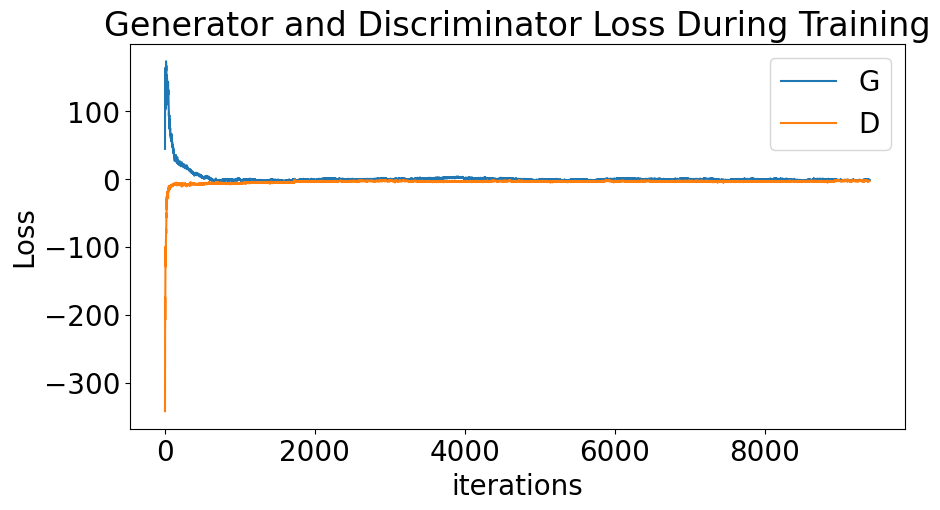 Generator and Discriminator Loss During Training
G
D
100
0
−100
−200
−300
Loss
0 2000 4000 6000 8000
iterations